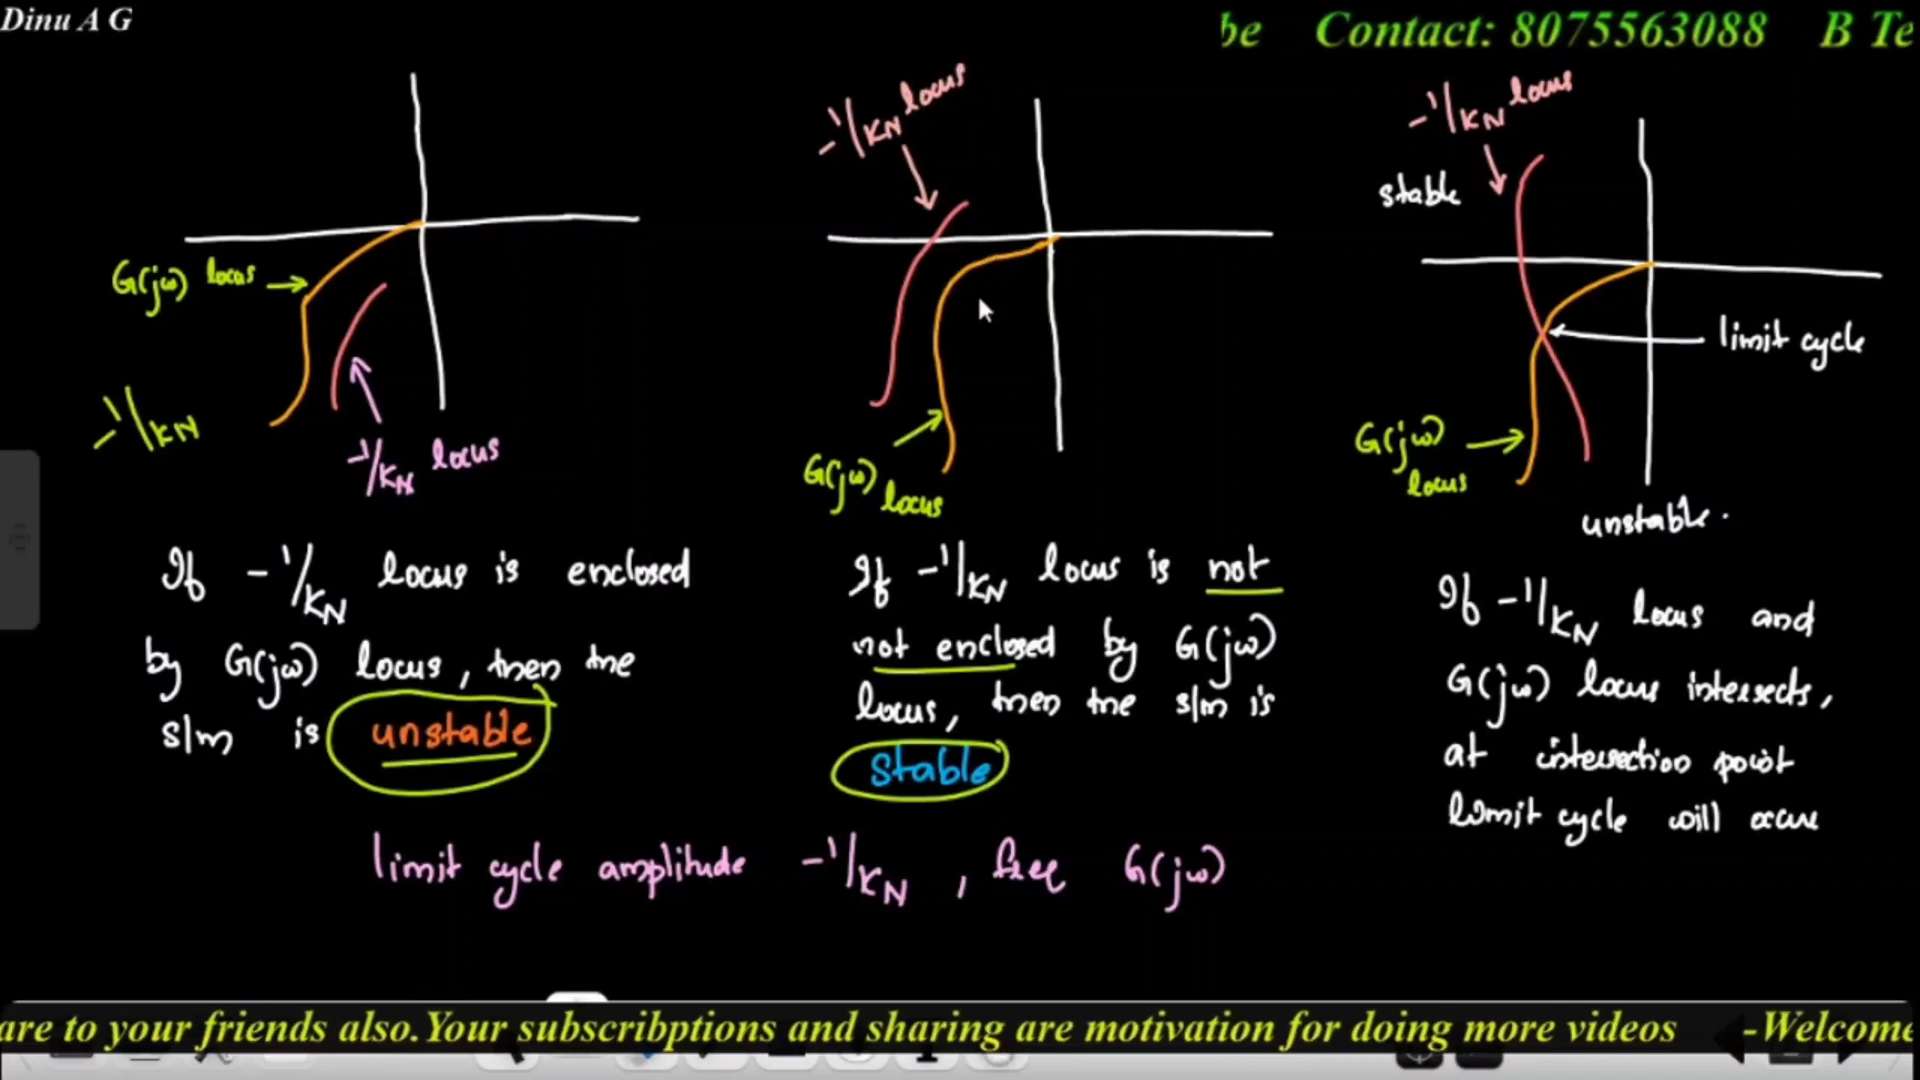 Dinu A G
be Contact: 8075563088 B Te
-1/KN locus
-1/KN locus
stable
G(jω) locus
limit cycle
-1/KN
-1/KN locus
G(jω) locus
G(jω) locus
unstable.
If -1/KN locus is enclosed
by G(jω) locus, then the
s/m is unstable
If -1/KN locus is not
not enclosed by G(jω)
locus, then the s/m is
stable
If -1/KN locus and
G(jω) locus intersects,
at intersection point
limit cycle will occur
limit cycle amplitude -1/KN, freq G(jω)
are to your friends also.Your subscribptions and sharing are motivation for doing more videos -Welcome